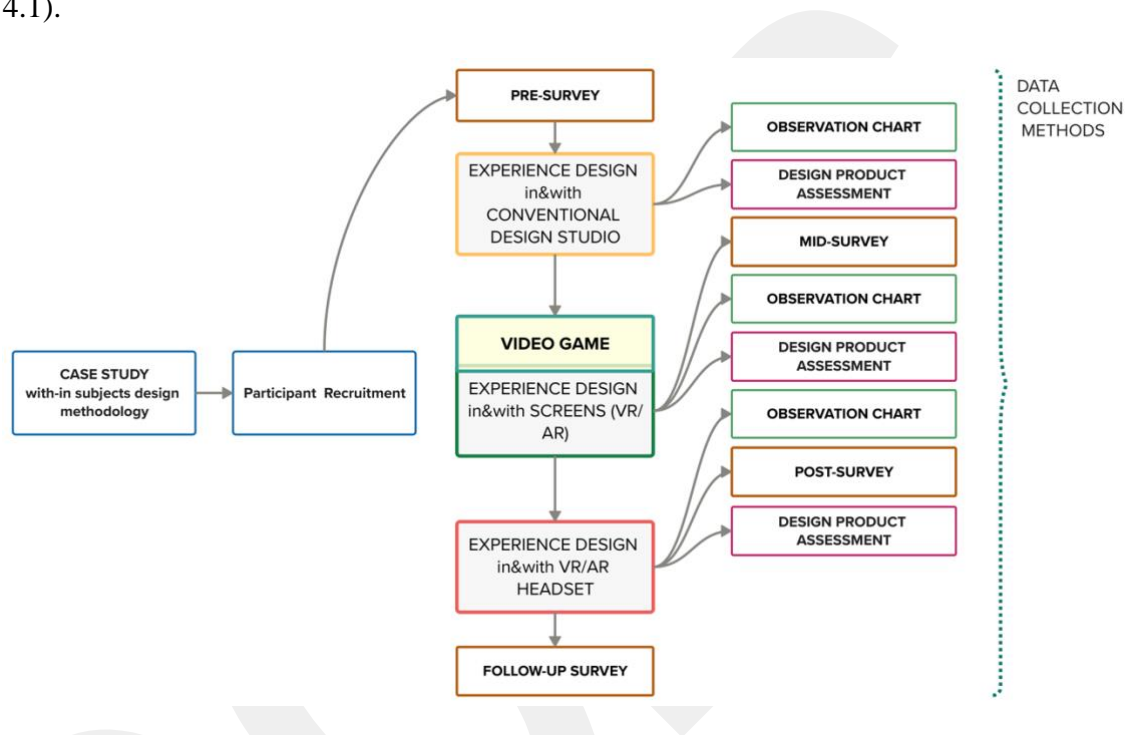 4.1).
PRE-SURVEY
EXPERIENCE DESIGN
in&with
CONVENTIONAL
DESIGN STUDIO
VIDEO GAME
EXPERIENCE DESIGN
in&with SCREENS (VR/
AR)
EXPERIENCE DESIGN
in&with VR/AR
HEADSET
FOLLOW-UP SURVEY
CASE STUDY
with-in subjects design
methodology
Participant Recruitment
OBSERVATION CHART
DESIGN PRODUCT
ASSESSMENT
MID-SURVEY
OBSERVATION CHART
DESIGN PRODUCT
ASSESSMENT
OBSERVATION CHART
POST-SURVEY
DESIGN PRODUCT
ASSESSMENT
DATA
COLLECTION
METHODS